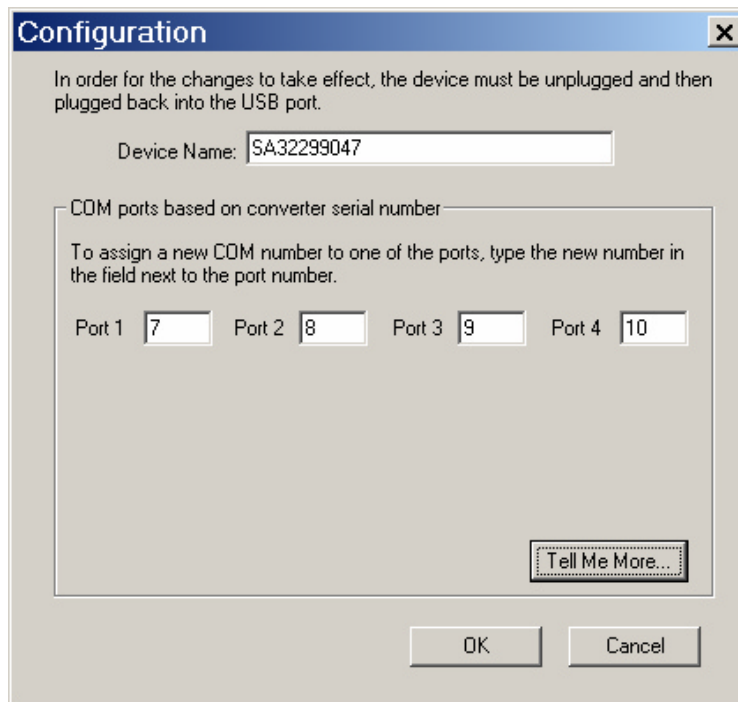 Configuration
In order for the changes to take effect, the device must be unplugged and then
plugged back into the USB port.
Device Name: SA32299047
COM ports based on converter serial number
To assign a new COM number to one of the ports, type the new number in
the field next to the port number.
Port 1 7 Port 2 8 Port 3 9 Port 4 10
Tell Me More...
OK Cancel